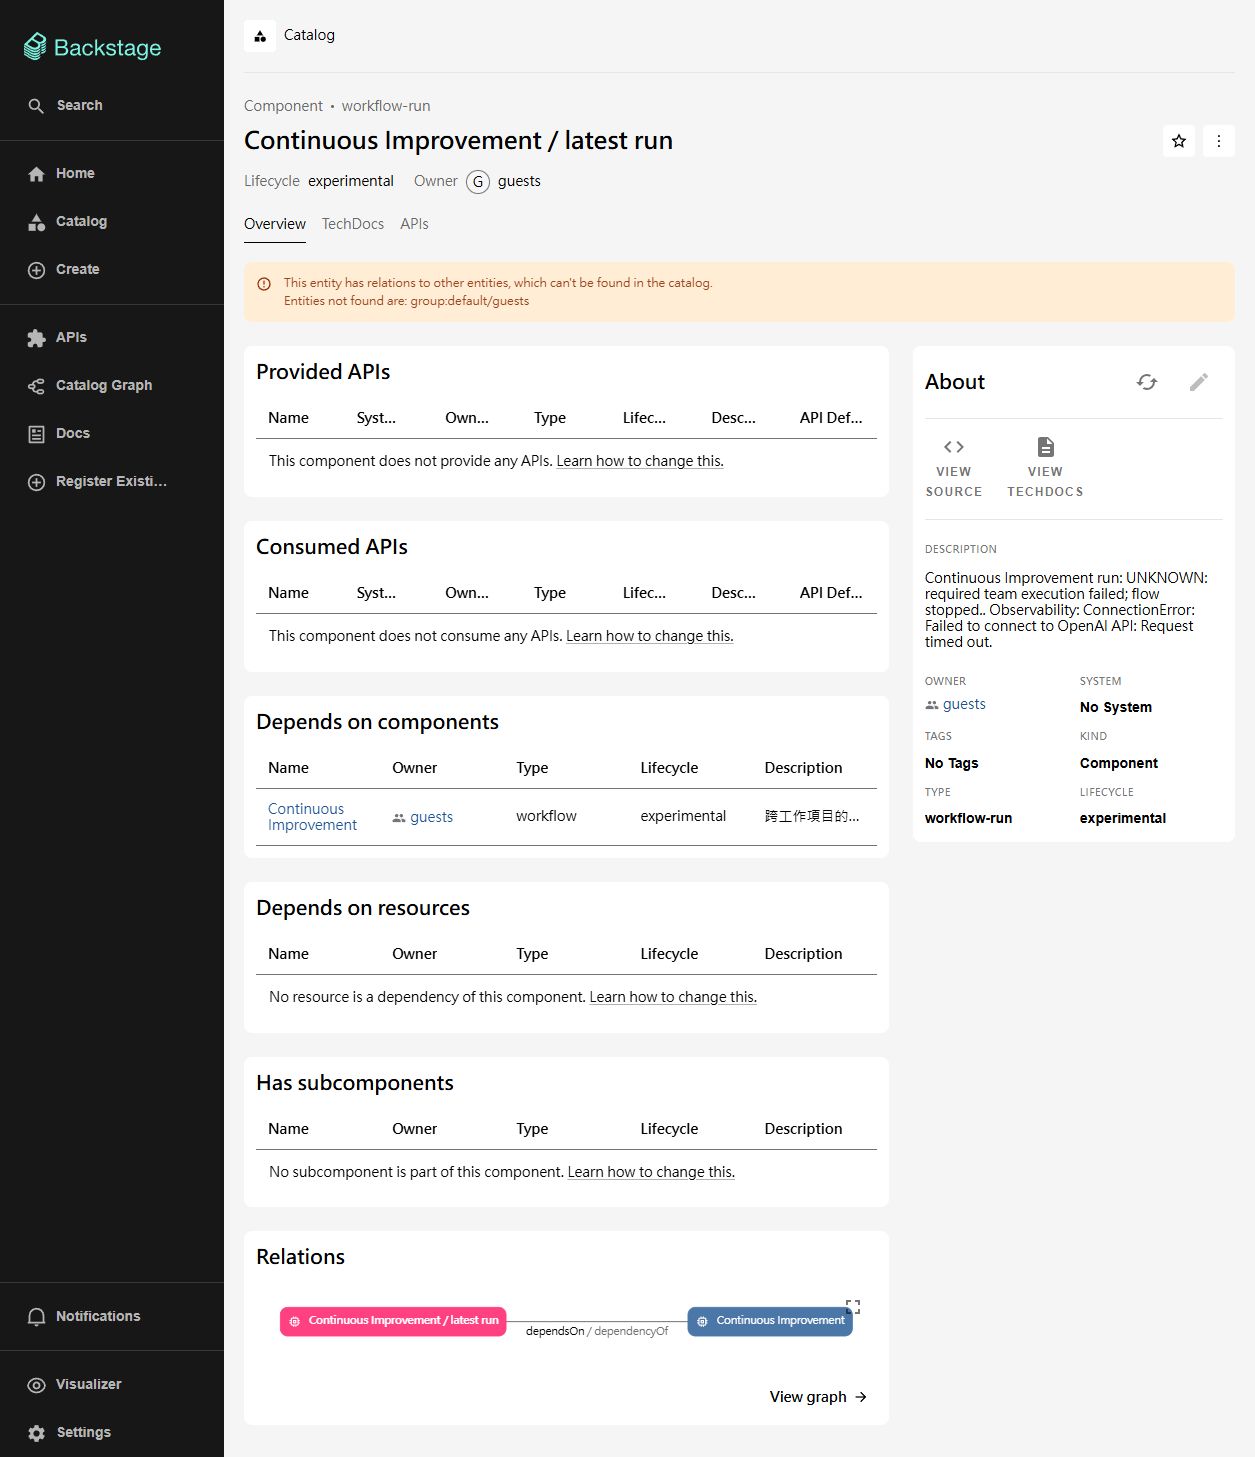 Backstage
Search
Home
Catalog
Create
APIs
Catalog Graph
Docs
Register Existi...
Notifications
Visualizer
Settings
Catalog
Component • workflow-run
Continuous Improvement / latest run
Lifecycle experimental Owner G guests
Overview TechDocs APIs
This entity has relations to other entities, which can't be found in the catalog.
Entities not found are: group:default/guests
Provided APIs
Name Syst... Own... Type Lifec... Desc... API Def...
This component does not provide any APIs. Learn how to change this.
Consumed APIs
Name Syst... Own... Type Lifec... Desc... API Def...
This component does not consume any APIs. Learn how to change this.
Depends on components
Name Owner Type Lifecycle Description
Continuous
Improvement guests workflow experimental 跨工作項目的...
Depends on resources
Name Owner Type Lifecycle Description
No resource is a dependency of this component. Learn how to change this.
Has subcomponents
Name Owner Type Lifecycle Description
No subcomponent is part of this component. Learn how to change this.
Relations
Continuous Improvement / latest run
dependsOn / dependencyOf
Continuous Improvement
View graph
About
VIEW
SOURCE
VIEW
TECHDOCS
DESCRIPTION
Continuous Improvement run: UNKNOWN:
required team execution failed; flow
stopped.. Observability: ConnectionError:
Failed to connect to OpenAI API: Request
timed out.
OWNER SYSTEM
guests No System
TAGS KIND
No Tags Component
TYPE LIFECYCLE
workflow-run experimental